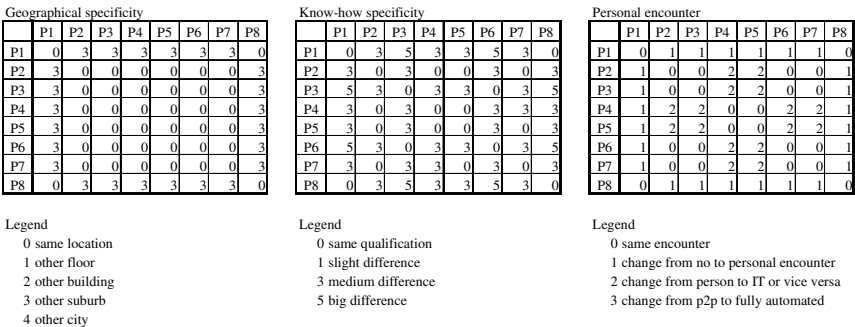 Geographical specificity
P1 P2 P3 P4 P5 P6 P7 P8
P1 0 3 3 3 3 3 3 0
P2 3 0 0 0 0 0 0 3
P3 3 0 0 0 0 0 0 3
P4 3 0 0 0 0 0 0 3
P5 3 0 0 0 0 0 0 3
P6 3 0 0 0 0 0 0 3
P7 3 0 0 0 0 0 0 3
P8 0 3 3 3 3 3 3 0
Legend
0 same location
1 other floor
2 other building
3 other suburb
4 other city
Know-how specificity
P1 P2 P3 P4 P5 P6 P7 P8
P1 0 3 5 3 3 5 3 0
P2 3 0 3 0 0 3 0 3
P3 5 3 0 3 3 0 3 5
P4 3 0 3 0 0 3 3 3
P5 3 0 3 0 0 3 0 3
P6 5 3 0 3 3 0 3 5
P7 3 0 3 3 0 3 0 3
P8 0 3 5 3 3 5 3 0
Legend
0 same qualification
1 slight difference
3 medium difference
5 big difference
Personal encounter
P1 P2 P3 P4 P5 P6 P7 P8
P1 0 1 1 1 1 1 1 0
P2 1 0 0 2 2 0 0 1
P3 1 0 0 2 2 0 0 1
P4 1 2 2 0 0 2 2 1
P5 1 2 2 0 0 2 2 1
P6 1 0 0 2 2 0 0 1
P7 1 0 0 2 2 0 0 1
P8 0 1 1 1 1 1 1 0
Legend
0 same encounter
1 change from no to personal encounter
2 change from person to IT or vice versa
3 change from p2p to fully automated